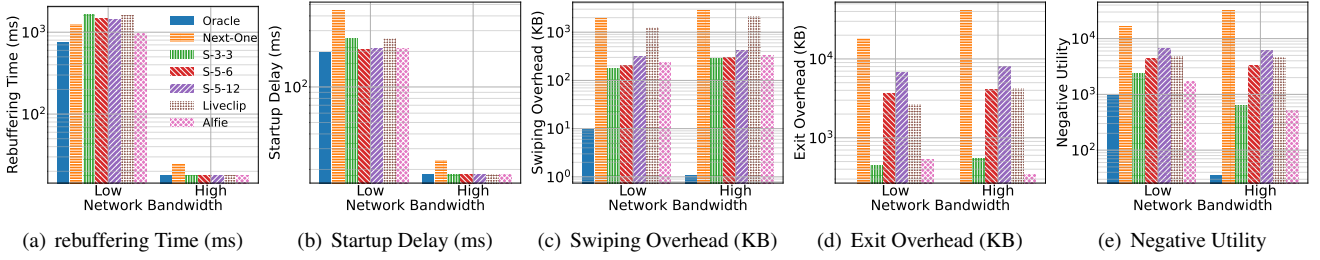 Rebuffering Time (ms)
10³
10²
Oracle
Next-One
S-3-3
S-5-6
S-5-12
Liveclip
Alfie
Low
High
Network Bandwidth
(a) rebuffering Time (ms)
Startup Delay (ms)
10²
Low
High
Network Bandwidth
(b) Startup Delay (ms)
Swiping Overhead (KB)
10³
10²
10¹
10⁰
Low
High
Network Bandwidth
(c) Swiping Overhead (KB)
Exit Overhead (KB)
10⁴
10³
Low
High
Network Bandwidth
(d) Exit Overhead (KB)
Negative Utility
10⁴
10³
10²
Low
High
Network Bandwidth
(e) Negative Utility